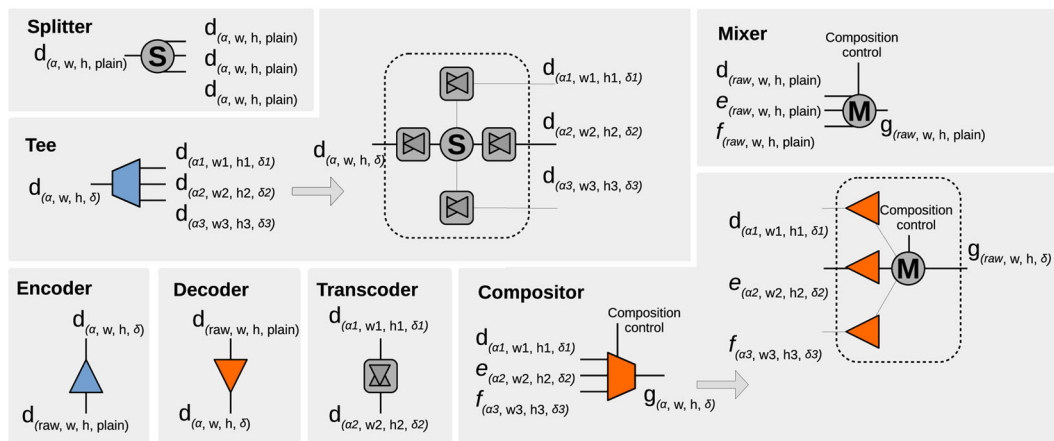 Splitter
d(α, w, h, plain)
S
d(α, w, h, plain)
d(α, w, h, plain)
d(α, w, h, plain)
Tee
d(α, w, h, δ)
d(α1, w1, h1, δ1)
d(α2, w2, h2, δ2)
d(α3, w3, h3, δ3)
d(α, w, h, δ)
S
d(α1, w1, h1, δ1)
d(α2, w2, h2, δ2)
d(α3, w3, h3, δ3)
Mixer
Composition
control
d(raw, w, h, plain)
e(raw, w, h, plain)
f(raw, w, h, plain)
M
g(raw, w, h, plain)
Encoder
d(α, w, h, δ)
d(raw, w, h, plain)
Decoder
d(raw, w, h, plain)
d(α, w, h, δ)
Transcoder
d(α1, w1, h1, δ1)
d(α2, w2, h2, δ2)
Compositor
Composition
control
d(α1, w1, h1, δ1)
e(α2, w2, h2, δ2)
f(α3, w3, h3, δ3)
g(α, w, h, δ)
d(α1, w1, h1, δ1)
e(α2, w2, h2, δ2)
f(α3, w3, h3, δ3)
Composition
control
M
g(raw, w, h, δ)